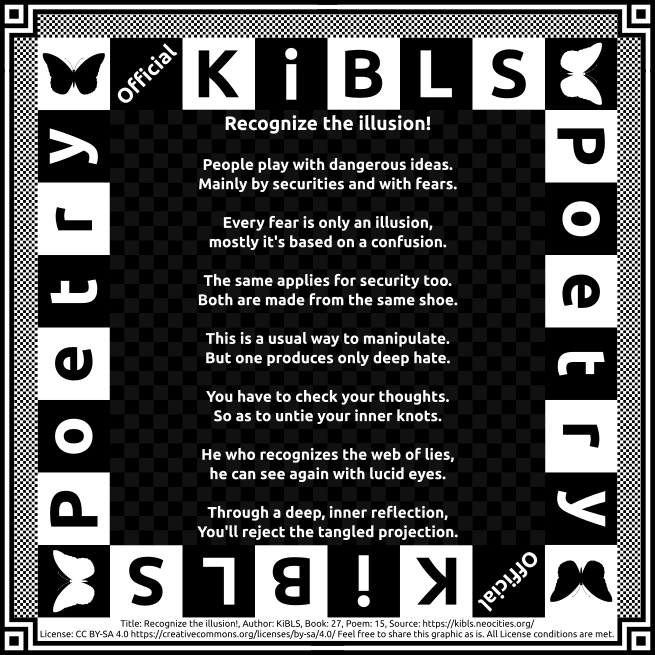 Official KiBLS
Poetry
Poetry
Recognize the illusion!
People play with dangerous ideas.
Mainly by securities and with fears.
Every fear is only an illusion,
mostly it's based on a confusion.
The same applies for security too.
Both are made from the same shoe.
This is a usual way to manipulate.
But one produces only deep hate.
You have to check your thoughts.
So as to untie your inner knots.
He who recognizes the web of lies,
he can see again with lucid eyes.
Through a deep, inner reflection,
You'll reject the tangled projection.
Official KiBLS
Title: Recognize the illusion!, Author: KiBLS, Book: 27, Poem: 15, Source: https://kibls.neocities.org/
License: CC BY-SA 4.0 https://creativecommons.org/licenses/by-sa/4.0/ Feel free to share this graphic as is. All License conditions are met.